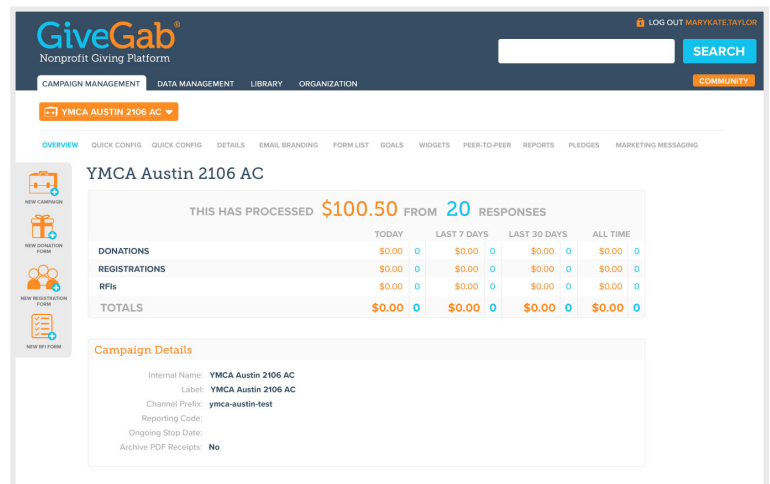 LOG OUT MARYKATE.TAYLOR
GiveGab®
Nonprofit Giving Platform
SEARCH
CAMPAIGN MANAGEMENT DATA MANAGEMENT LIBRARY ORGANIZATION
COMMUNITY
YMCA AUSTIN 2106 AC
OVERVIEW QUICK CONFIG QUICK CONFIG DETAILS EMAIL BRANDING FORM LIST GOALS WIDGETS PEER-TO-PEER REPORTS PLEDGES MARKETING MESSAGING
NEW CAMPAIGN
NEW DONATION
FORM
NEW REGISTRATION
FORM
NEW RFI FORM
YMCA Austin 2106 AC
THIS HAS PROCESSED $100.50 FROM 20 RESPONSES
TODAY LAST 7 DAYS LAST 30 DAYS ALL TIME
DONATIONS $0.00 0 $0.00 0 $0.00 0 $0.00 0
REGISTRATIONS $0.00 0 $0.00 0 $0.00 0 $0.00 0
RFIs $0.00 0 $0.00 0 $0.00 0 $0.00 0
TOTALS $0.00 0 $0.00 0 $0.00 0 $0.00 0
Campaign Details
Internal Name: YMCA Austin 2106 AC
Label: YMCA Austin 2106 AC
Channel Prefix: ymca-austin-test
Reporting Code:
Ongoing Stop Date:
Archive PDF Receipts: No